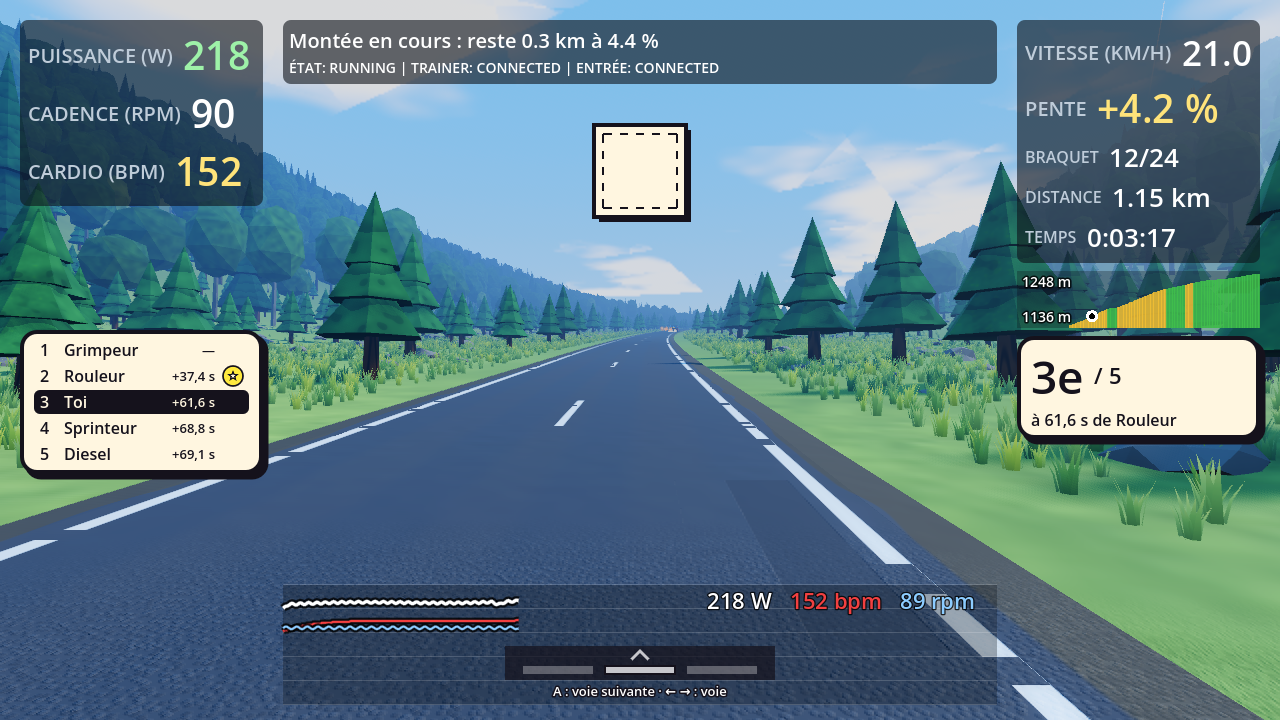 PUISSANCE (W) 218
CADENCE (RPM) 90
CARDIO (BPM) 152
Montée en cours : reste 0.3 km à 4.4 %
ÉTAT: RUNNING | TRAINER: CONNECTED | ENTRÉE: CONNECTED
VITESSE (KM/H) 21.0
PENTE +4.2 %
BRAQUET 12/24
DISTANCE 1.15 km
TEMPS 0:03:17
1248 m
1136 m
1 Grimpeur —
2 Rouleur +37,4 s
3 Toi +61,6 s
4 Sprinteur +68,8 s
5 Diesel +69,1 s
3e / 5
à 61,6 s de Rouleur
218 W 152 bpm 89 rpm
A : voie suivante · ← → : voie